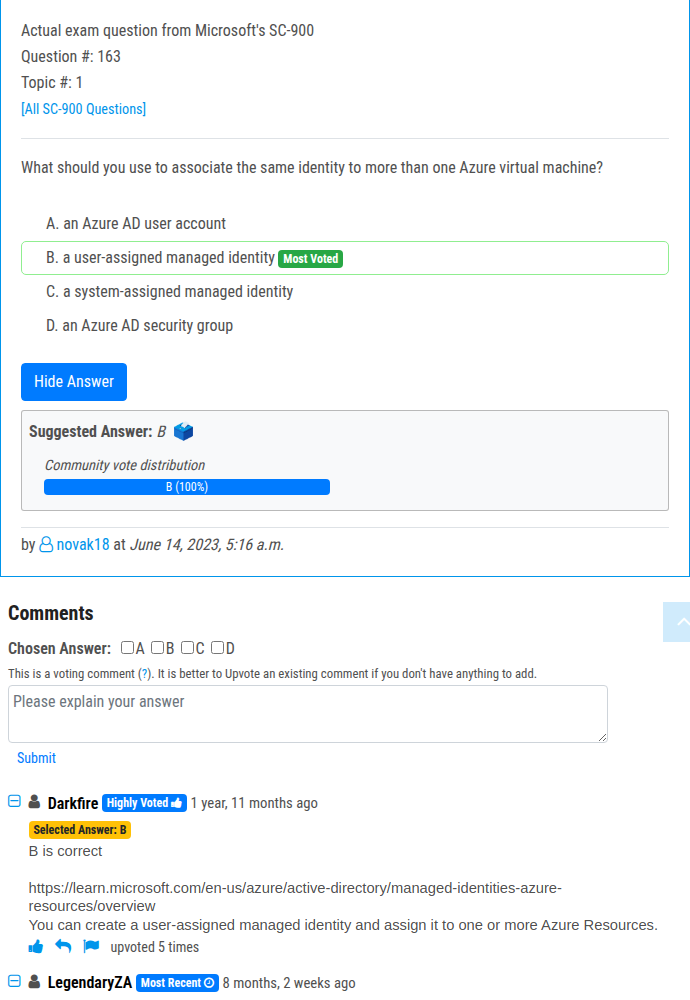 Actual exam question from Microsoft's SC-900
Question #: 163
Topic #: 1
[All SC-900 Questions]
What should you use to associate the same identity to more than one Azure virtual machine?
A. an Azure AD user account
B. a user-assigned managed identity Most Voted
C. a system-assigned managed identity
D. an Azure AD security group
Hide Answer
Suggested Answer: B
Community vote distribution
B (100%)
by novak18 at June 14, 2023, 5:16 a.m.
Comments
Chosen Answer: A B C D
This is a voting comment (?). It is better to Upvote an existing comment if you don't have anything to add.
Please explain your answer
Submit
Darkfire Highly Voted 1 year, 11 months ago
Selected Answer: B
B is correct
https://learn.microsoft.com/en-us/azure/active-directory/managed-identities-azure-
resources/overview
You can create a user-assigned managed identity and assign it to one or more Azure Resources.
upvoted 5 times
LegendaryZA Most Recent 8 months, 2 weeks ago